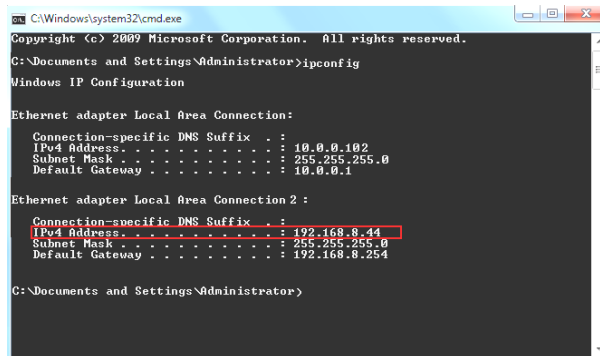 C:\Windows\system32\cmd.exe
Copyright (c) 2009 Microsoft Corporation. All rights reserved.
C:\Documents and Settings\Administrator>ipconfig
Windows IP Configuration
Ethernet adapter Local Area Connection:
Connection-specific DNS Suffix . :
IPv4 Address. . . . . . . . . . . : 10.0.0.102
Subnet Mask . . . . . . . . . . . : 255.255.255.0
Default Gateway . . . . . . . . . : 10.0.0.1
Ethernet adapter Local Area Connection 2 :
Connection-specific DNS Suffix . :
IPv4 Address. . . . . . . . . . . : 192.168.8.44
Subnet Mask . . . . . . . . . . . : 255.255.255.0
Default Gateway . . . . . . . . . : 192.168.8.254
C:\Documents and Settings\Administrator>